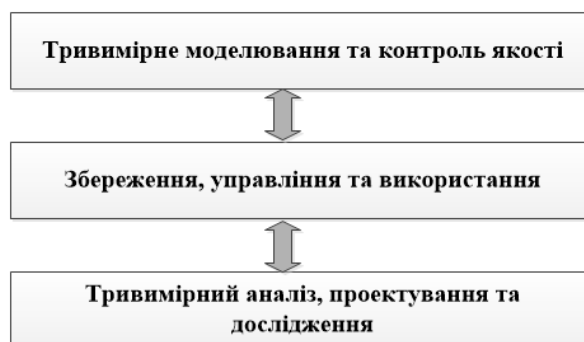 Тривимірне моделювання та контроль якості
Збереження, управління та використання
Тривимірний аналіз, проектування та
дослідження